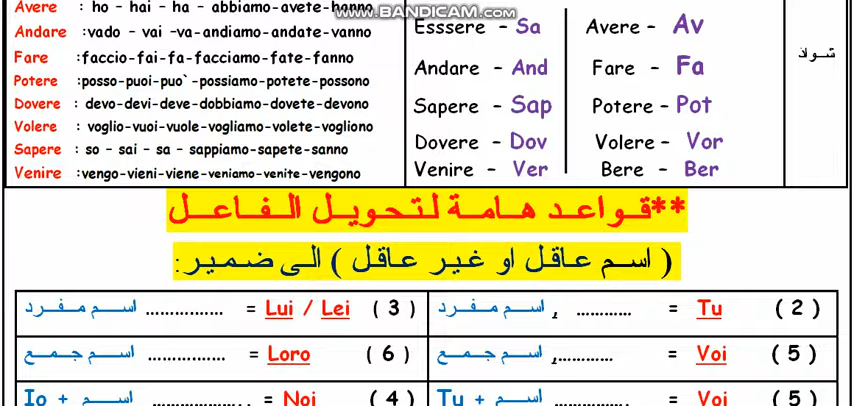 WWW.BANDICAM.COM
Avere : ho - hai - ha - abbiamo-avete-hanno
Andare :vado - vai -va-andiamo-andate-vanno
Fare :faccio-fai-fa-facciamo-fate-fanno
Potere :posso-puoi-puo`-possiamo-potete-possono
Dovere : devo-devi-deve-dobbiamo-dovete-devono
Volere : voglio-vuoi-vuole-vogliamo-volete-vogliono
Sapere : so - sai - sa - sappiamo-sapete-sanno
Venire :vengo-vieni-viene-veniamo-venite-vengono
Esssere - Sa Avere - Av
Andare - And Fare - Fa
Sapere - Sap Potere - Pot
Dovere - Dov Volere - Vor
Venire - Ver Bere - Ber
شواذ
**قواعد هامة لتحويل الفاعل
( اسم عاقل او غير عاقل ) الى ضمير:
اسم مفرد ............... = Lui / Lei ( 3 ) اسم مفرد , ............ = Tu ( 2 )
اسم جمع ............... = Loro ( 6 ) اسم جمع ,............ = Voi ( 5 )
Io + اسم .................... = Noi ( 4 ) Tu + اسم .................. = Voi ( 5 )